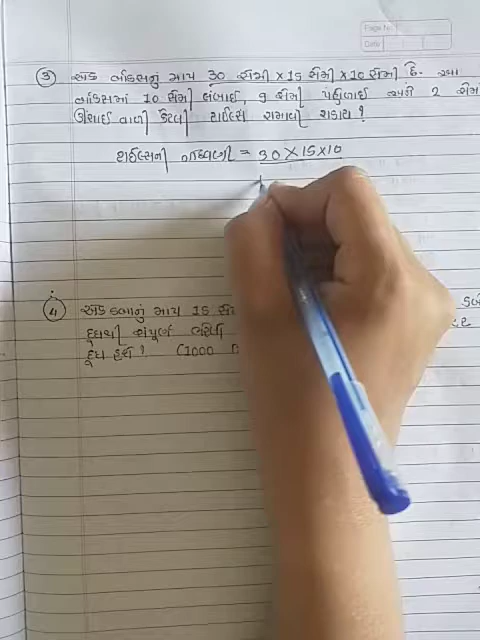 Page No.
Date
③ એક બોક્સનું માપ 30 સેમી × 15 સેમી × 10 સેમી છે. આ
બોક્સમાં 10 સેમી લંબાઈ, 9 સેમી પહોળાઈ અને 2 સેમી
ઊંચાઈ વાળી કેટલી ટાઈલ્સ સમાવી શકાય?
ટાઈલ્સની = 30 × 15 × 10
④ એક ડબ્બાનું માપ 15 સે
દૂધથી સંપૂર્ણ ભરેલી
દૂધ હશે? (1000